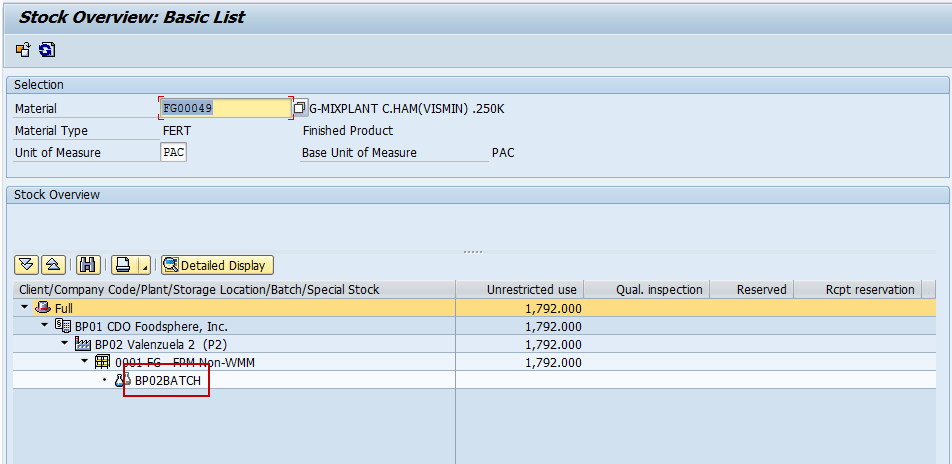 Stock Overview: Basic List
Selection
Material FG00049 G-MIXPLANT C.HAM(VISMIN) .250K
Material Type FERT Finished Product
Unit of Measure PAC Base Unit of Measure PAC
Stock Overview
Detailed Display
Client/Company Code/Plant/Storage Location/Batch/Special Stock Unrestricted use Qual. inspection Reserved Rcpt reservation
Full 1,792.000
BP01 CDO Foodsphere, Inc. 1,792.000
BP02 Valenzuela 2 (P2) 1,792.000
0001 FG - FPM Non-WMM 1,792.000
BP02BATCH